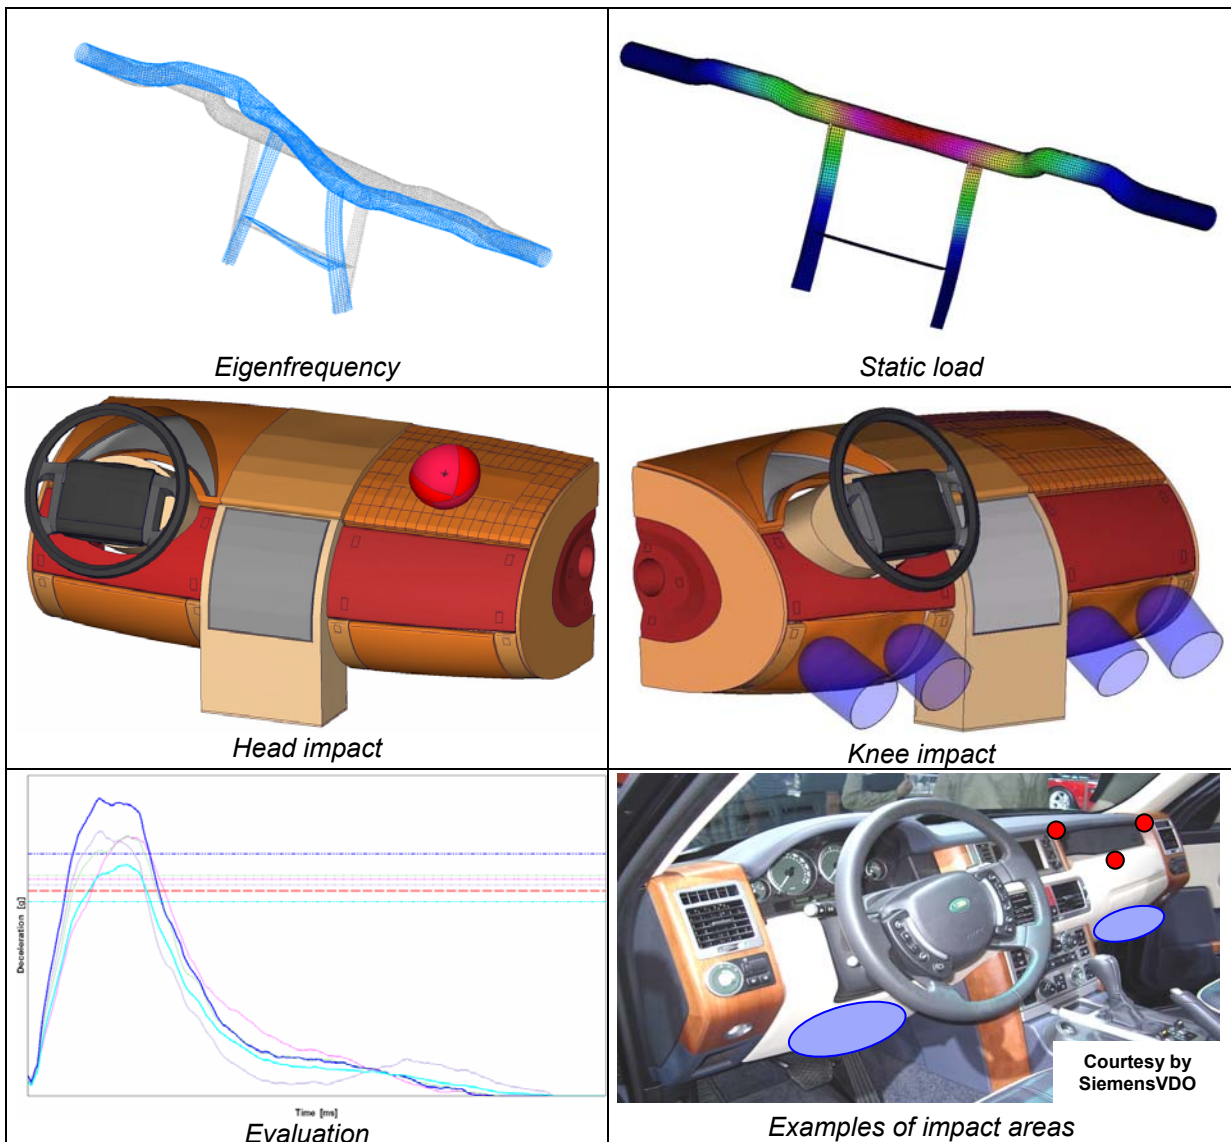 Eigenfrequency
Static load
Head impact
Knee impact
Deceleration [g]
Time [ms]
Evaluation
Courtesy by
SiemensVDO
Examples of impact areas